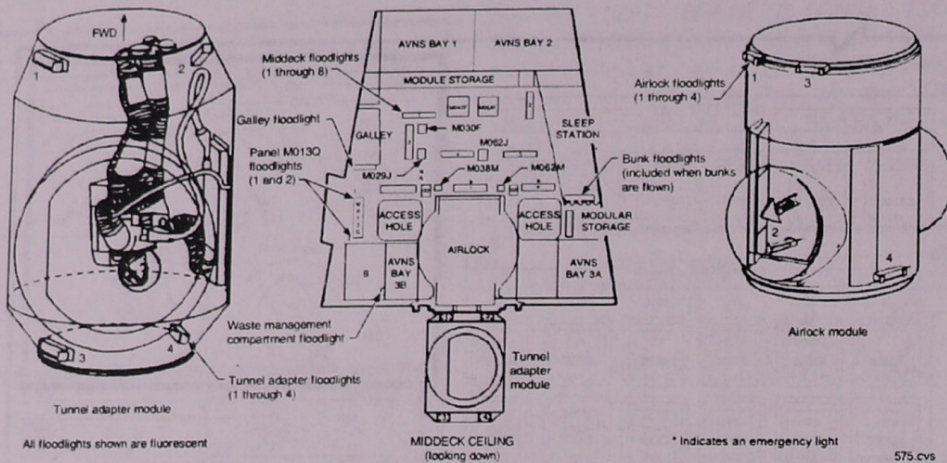 FWD
1
2
3
4
Tunnel adapter floodlights
(1 through 4)
Tunnel adapter module
All floodlights shown are fluorescent
AVNS BAY 1
AVNS BAY 2
Middeck floodlights
(1 through 8)
MODULE STORAGE
Galley floodlight
GALLEY
M030F
SLEEP
STATION
Panel M013Q
floodlights
(1 and 2)
M062J
M029J
M038M
M062M
Bunk floodlights
(included when bunks
are flown)
ACCESS
HOLE
ACCESS
HOLE
MODULAR
STORAGE
AIRLOCK
AVNS
BAY
3B
AVNS
BAY 3A
Waste management
compartment floodlight
Tunnel
adapter
module
MIDDECK CEILING
(looking down)
Airlock floodlights
(1 through 4)
1
3
2
4
Airlock module
* Indicates an emergency light
575.cvs